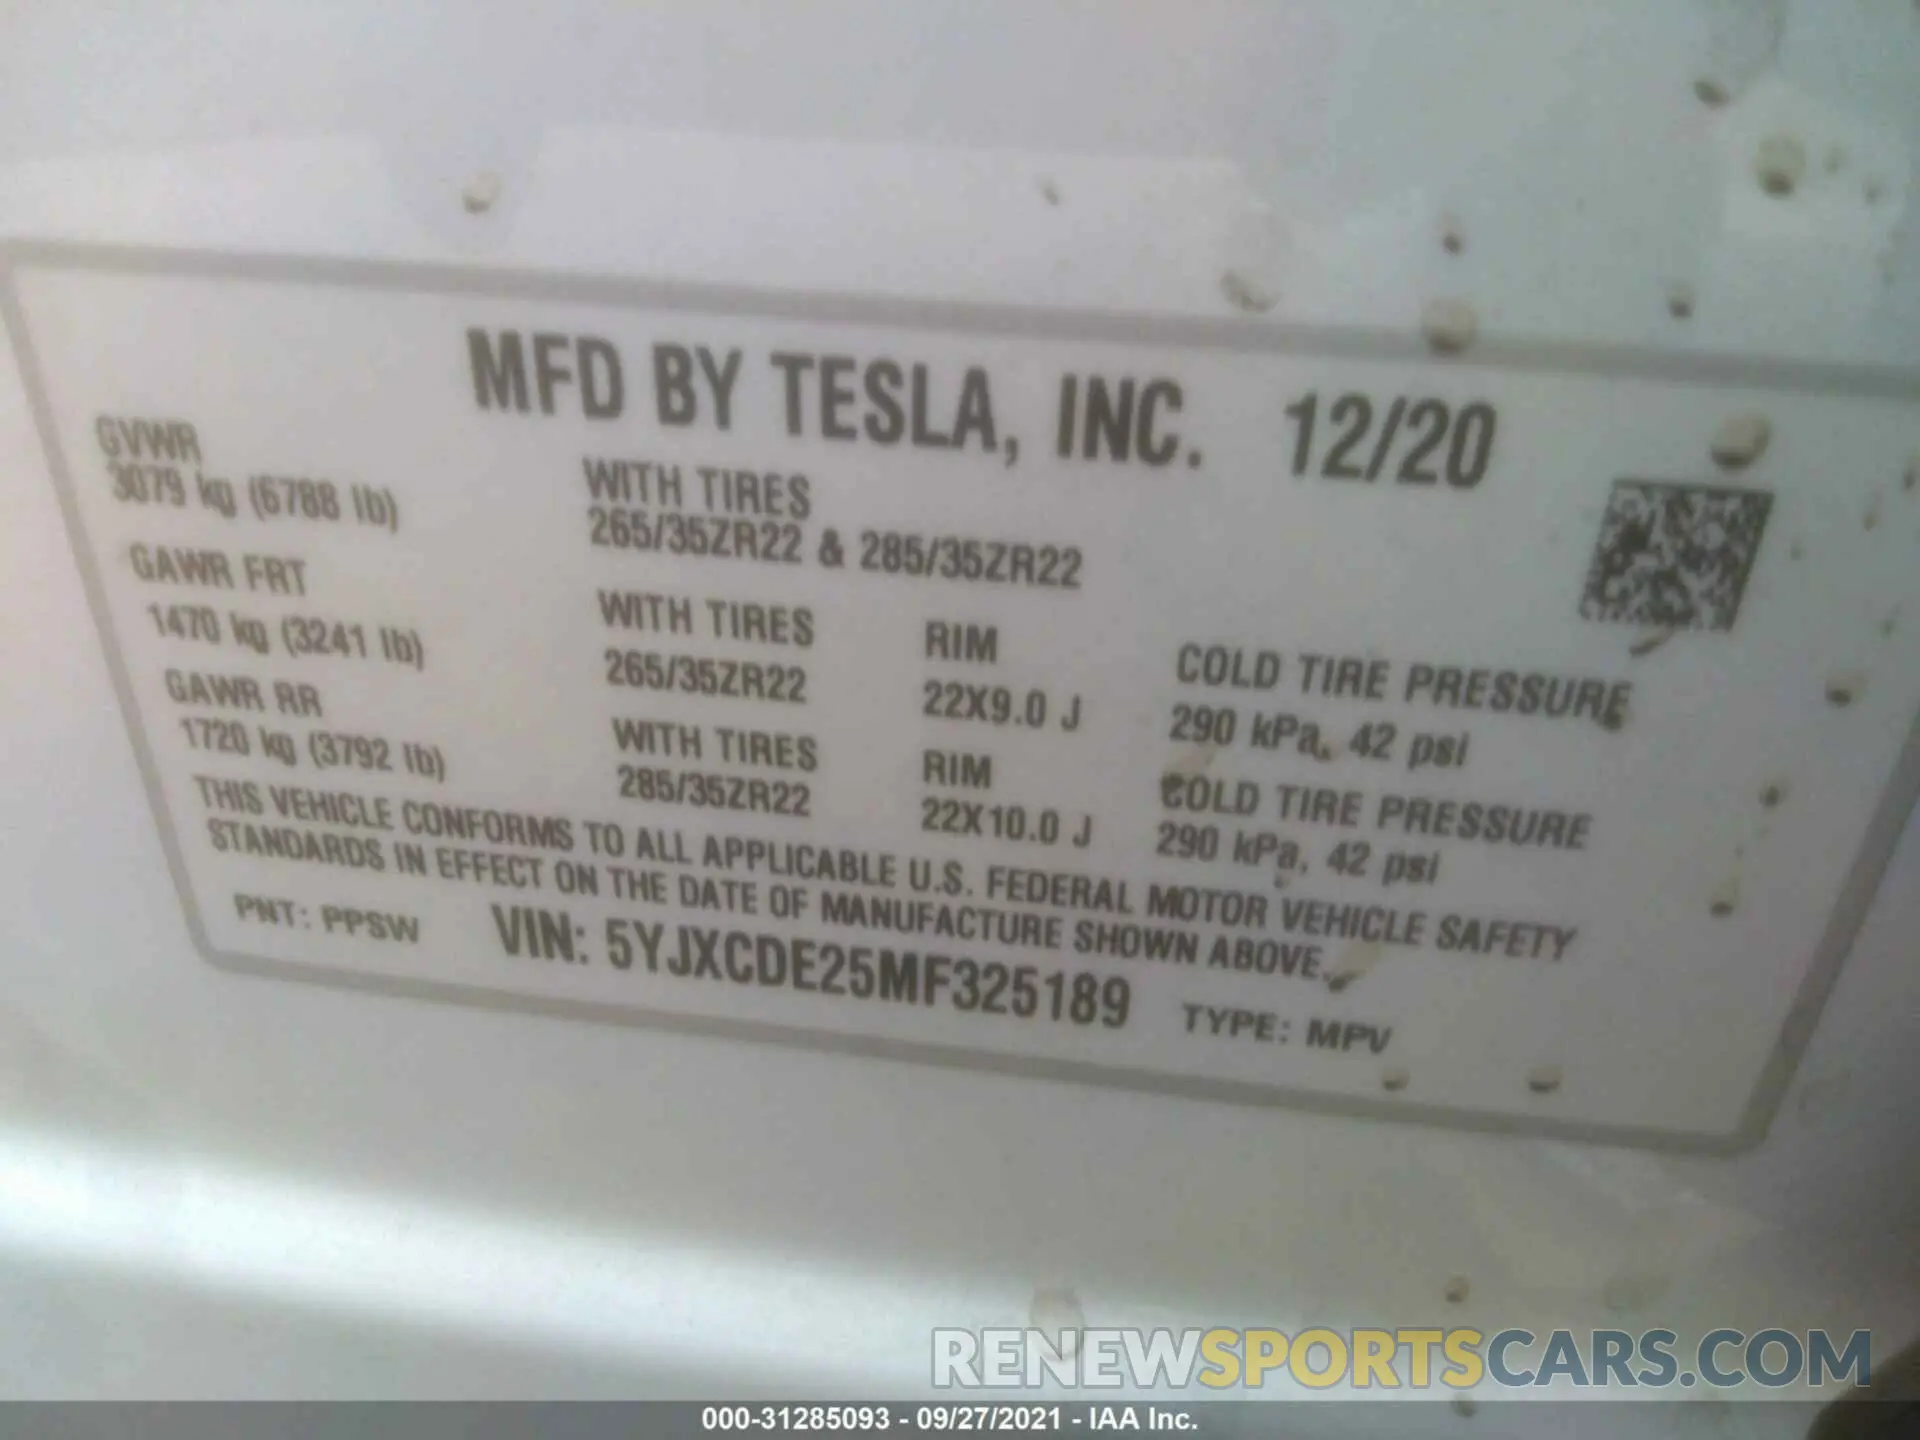 MFD BY TESLA, INC. 12/20
GVWR
3079 kg (6788 lb)
WITH TIRES
265/35ZR22 & 285/35ZR22
GAWR FRT
1470 kg (3241 lb)
WITH TIRES
265/35ZR22
RIM
22X9.0 J
COLD TIRE PRESSURE
290 kPa, 42 psi
GAWR RR
1720 kg (3792 lb)
WITH TIRES
285/35ZR22
RIM
22X10.0 J
COLD TIRE PRESSURE
290 kPa, 42 psi
THIS VEHICLE CONFORMS TO ALL APPLICABLE U.S. FEDERAL MOTOR VEHICLE SAFETY
STANDARDS IN EFFECT ON THE DATE OF MANUFACTURE SHOWN ABOVE.
PNT: PPSW VIN: 5YJXCDE25MF325189 TYPE: MPV
RENEWSPORTSCARS.COM
000-31285093 - 09/27/2021 - IAA Inc.